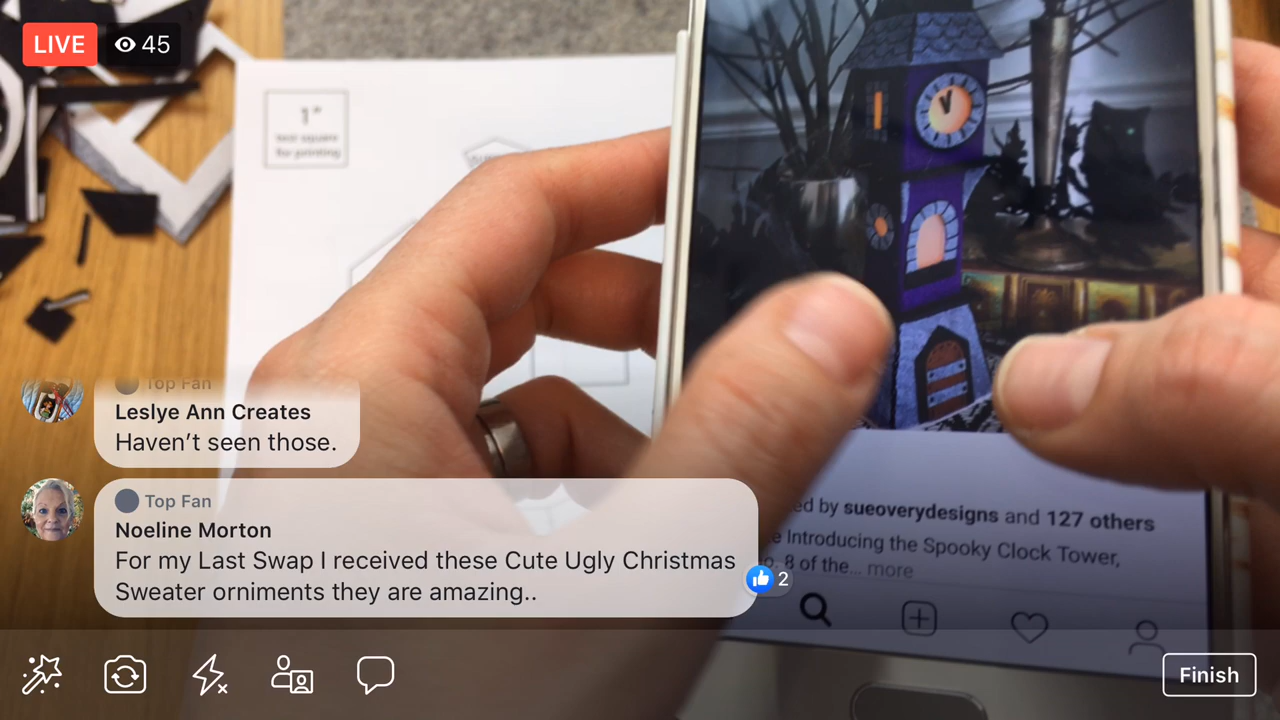 LIVE 45
1"
test square
for printing
Top Fan
Leslye Ann Creates
Haven't seen those.
Top Fan
Noeline Morton
For my Last Swap I received these Cute Ugly Christmas
Sweater orniments they are amazing..
2
ed by sueoverydesigns and 127 others
e Introducing the Spooky Clock Tower,
o. 8 of the... more
Finish